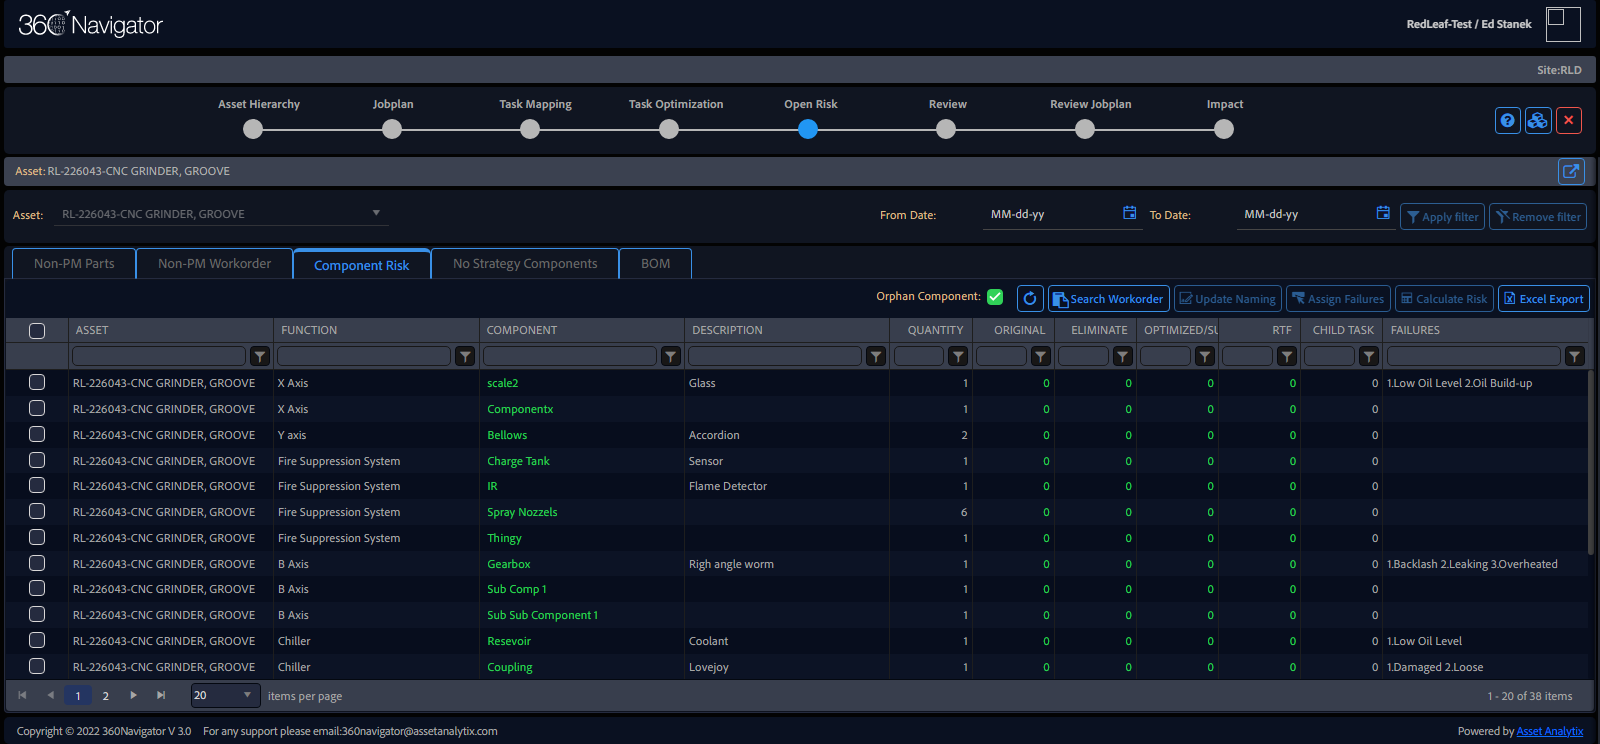 360 Navigator
RedLeaf-Test / Ed Stanek
Site:RLD
Asset Hierarchy Jobplan Task Mapping Task Optimization Open Risk Review Review Jobplan Impact
Asset: RL-226043-CNC GRINDER, GROOVE
Asset: RL-226043-CNC GRINDER, GROOVE From Date: MM-dd-yy To Date: MM-dd-yy Apply filter Remove filter
Non-PM Parts Non-PM Workorder Component Risk No Strategy Components BOM
Orphan Component: Search Workorder Update Naming Assign Failures Calculate Risk Excel Export
ASSET FUNCTION COMPONENT DESCRIPTION QUANTITY ORIGINAL ELIMINATE OPTIMIZED/SU RTF CHILD TASK FAILURES
RL-226043-CNC GRINDER, GROOVE X Axis scale2 Glass 1 0 0 0 0 0 1.Low Oil Level 2.Oil Build-up
RL-226043-CNC GRINDER, GROOVE X Axis Componentx 1 0 0 0 0 0
RL-226043-CNC GRINDER, GROOVE Y axis Bellows Accordion 2 0 0 0 0 0
RL-226043-CNC GRINDER, GROOVE Fire Suppression System Charge Tank Sensor 1 0 0 0 0 0
RL-226043-CNC GRINDER, GROOVE Fire Suppression System IR Flame Detector 1 0 0 0 0 0
RL-226043-CNC GRINDER, GROOVE Fire Suppression System Spray Nozzels 6 0 0 0 0 0
RL-226043-CNC GRINDER, GROOVE Fire Suppression System Thingy 1 0 0 0 0 0
RL-226043-CNC GRINDER, GROOVE B Axis Gearbox Righ angle worm 1 0 0 0 0 0 1.Backlash 2.Leaking 3.Overheated
RL-226043-CNC GRINDER, GROOVE B Axis Sub Comp 1 1 0 0 0 0 0
RL-226043-CNC GRINDER, GROOVE B Axis Sub Sub Component 1 1 0 0 0 0 0
RL-226043-CNC GRINDER, GROOVE Chiller Resevoir Coolant 1 0 0 0 0 0 1.Low Oil Level
RL-226043-CNC GRINDER, GROOVE Chiller Coupling Lovejoy 1 0 0 0 0 0 1.Damaged 2.Loose
1 2 20 items per page 1 - 20 of 38 items
Copyright © 2022 360Navigator V 3.0 For any support please email:360navigator@assetanalytix.com Powered by Asset Analytix